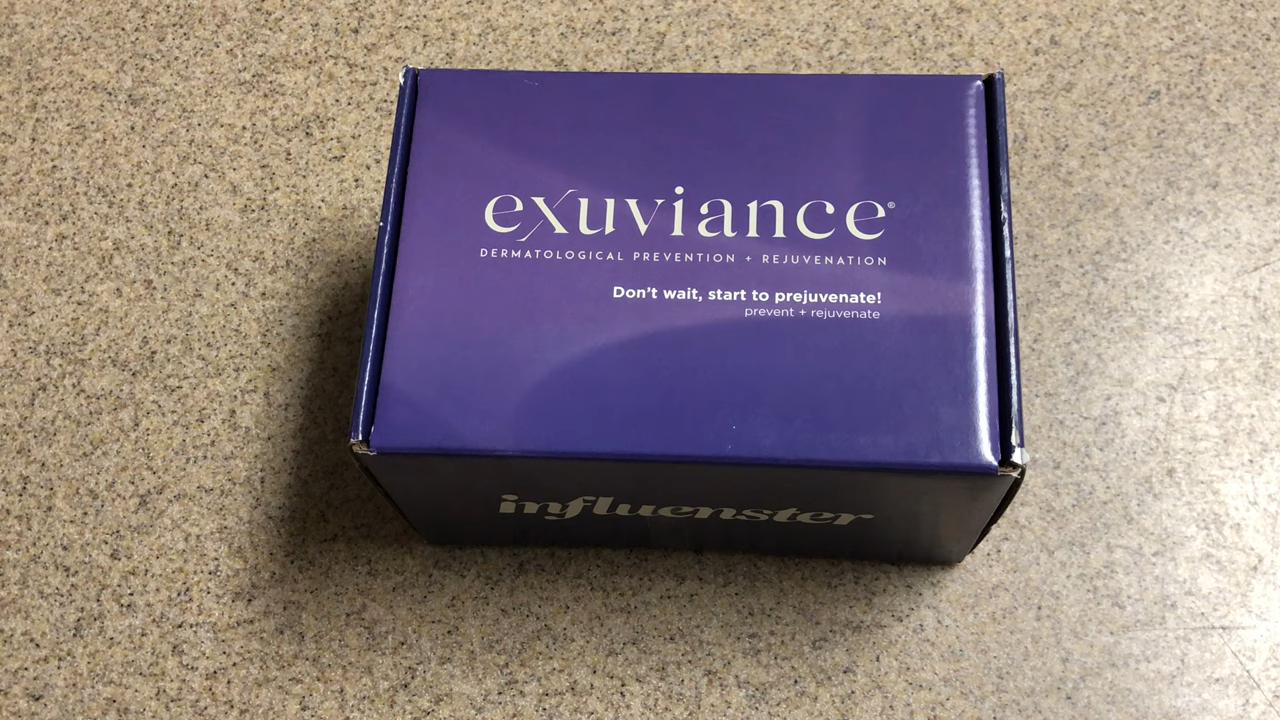 exuviance®
DERMATOLOGICAL PREVENTION + REJUVENATION
Don't wait, start to prejuvenate!
prevent + rejuvenate
influenster